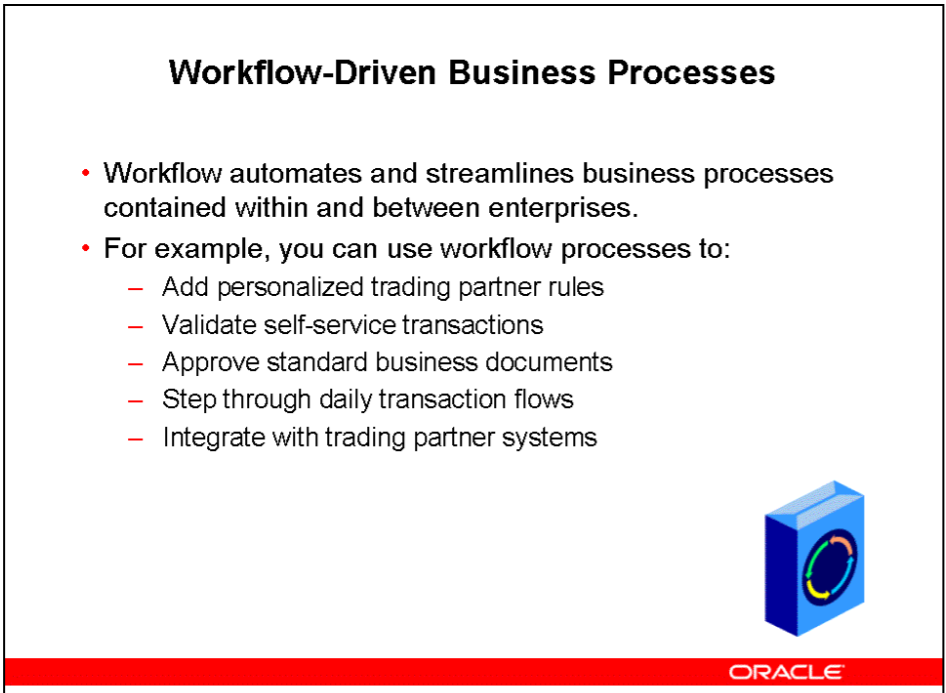 Workflow-Driven Business Processes
• Workflow automates and streamlines business processes
contained within and between enterprises.
• For example, you can use workflow processes to:
– Add personalized trading partner rules
– Validate self-service transactions
– Approve standard business documents
– Step through daily transaction flows
– Integrate with trading partner systems
ORACLE